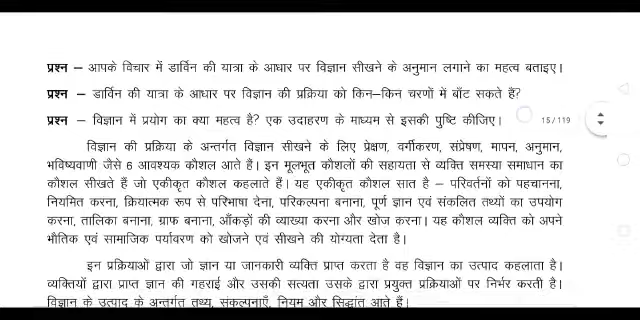 प्रश्न – आपके विचार में डार्विन की यात्रा के आधार पर विज्ञान सीखने के अनुमान लगाने का महत्व बताइए।
प्रश्न – डार्विन की यात्रा के आधार पर विज्ञान की प्रक्रिया को किन–किन चरणों में बाँट सकते हैं?
प्रश्न – विज्ञान में प्रयोग का क्या महत्व है? एक उदाहरण के माध्यम से इसकी पुष्टि कीजिए।
15/119
विज्ञान की प्रक्रिया के अन्तर्गत विज्ञान सीखने के लिए प्रेक्षण, वर्गीकरण, संप्रेषण, मापन, अनुमान,
भविष्यवाणी जैसे 6 आवश्यक कौशल आते हैं। इन मूलभूत कौशलों की सहायता से व्यक्ति समस्या समाधान का
कौशल सीखते हैं जो एकीकृत कौशल कहलाते हैं। यह एकीकृत कौशल सात है – परिवर्तनों को पहचानना,
नियमित करना, क्रियात्मक रूप से परिभाषा देना, परिकल्पना बनाना, पूर्ण ज्ञान एवं संकलित तथ्यों का उपयोग
करना, तालिका बनाना, ग्राफ बनाना, आँकड़ों की व्याख्या करना और खोज करना। यह कौशल व्यक्ति को अपने
भौतिक एवं सामाजिक पर्यावरण को खोजने एवं सीखने की योग्यता देता है।
इन प्रक्रियाओं द्वारा जो ज्ञान या जानकारी व्यक्ति प्राप्त करता है वह विज्ञान का उत्पाद कहलाता है।
व्यक्तियों द्वारा प्राप्त ज्ञान की गहराई और उसकी सत्यता उसके द्वारा प्रयुक्त प्रक्रियाओं पर निर्भर करती है।
विज्ञान के उत्पाद के अन्तर्गत तथ्य, संकल्पनाएँ, नियम और सिद्धांत आते हैं।